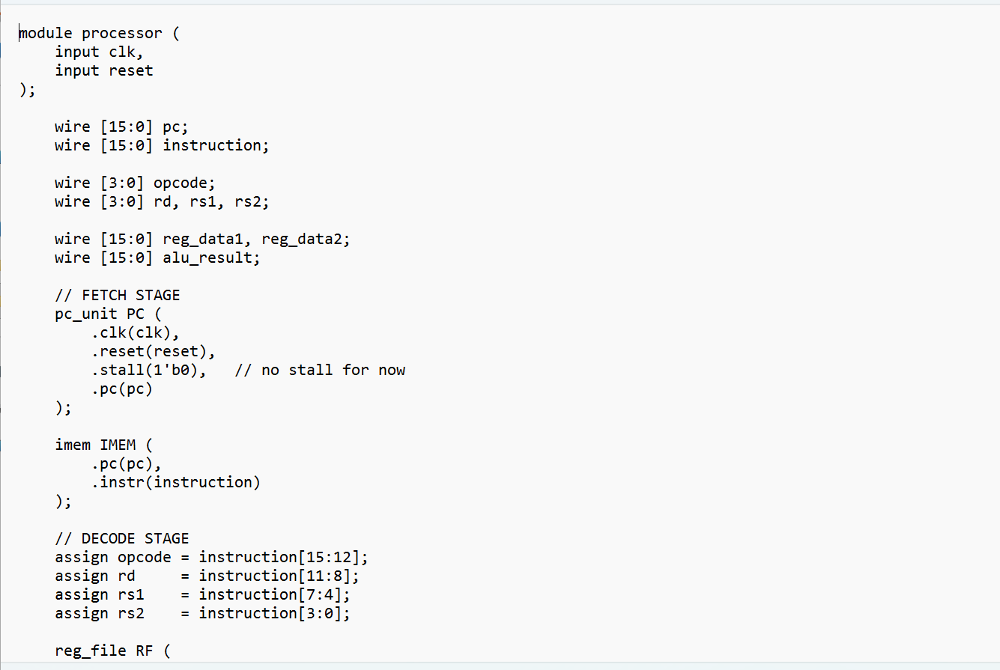 module processor (
    input clk,
    input reset
);

    wire [15:0] pc;
    wire [15:0] instruction;

    wire [3:0] opcode;
    wire [3:0] rd, rs1, rs2;

    wire [15:0] reg_data1, reg_data2;
    wire [15:0] alu_result;

    // FETCH STAGE
    pc_unit PC (
        .clk(clk),
        .reset(reset),
        .stall(1'b0),   // no stall for now
        .pc(pc)
    );

    imem IMEM (
        .pc(pc),
        .instr(instruction)
    );

    // DECODE STAGE
    assign opcode = instruction[15:12];
    assign rd     = instruction[11:8];
    assign rs1    = instruction[7:4];
    assign rs2    = instruction[3:0];

    reg_file RF (